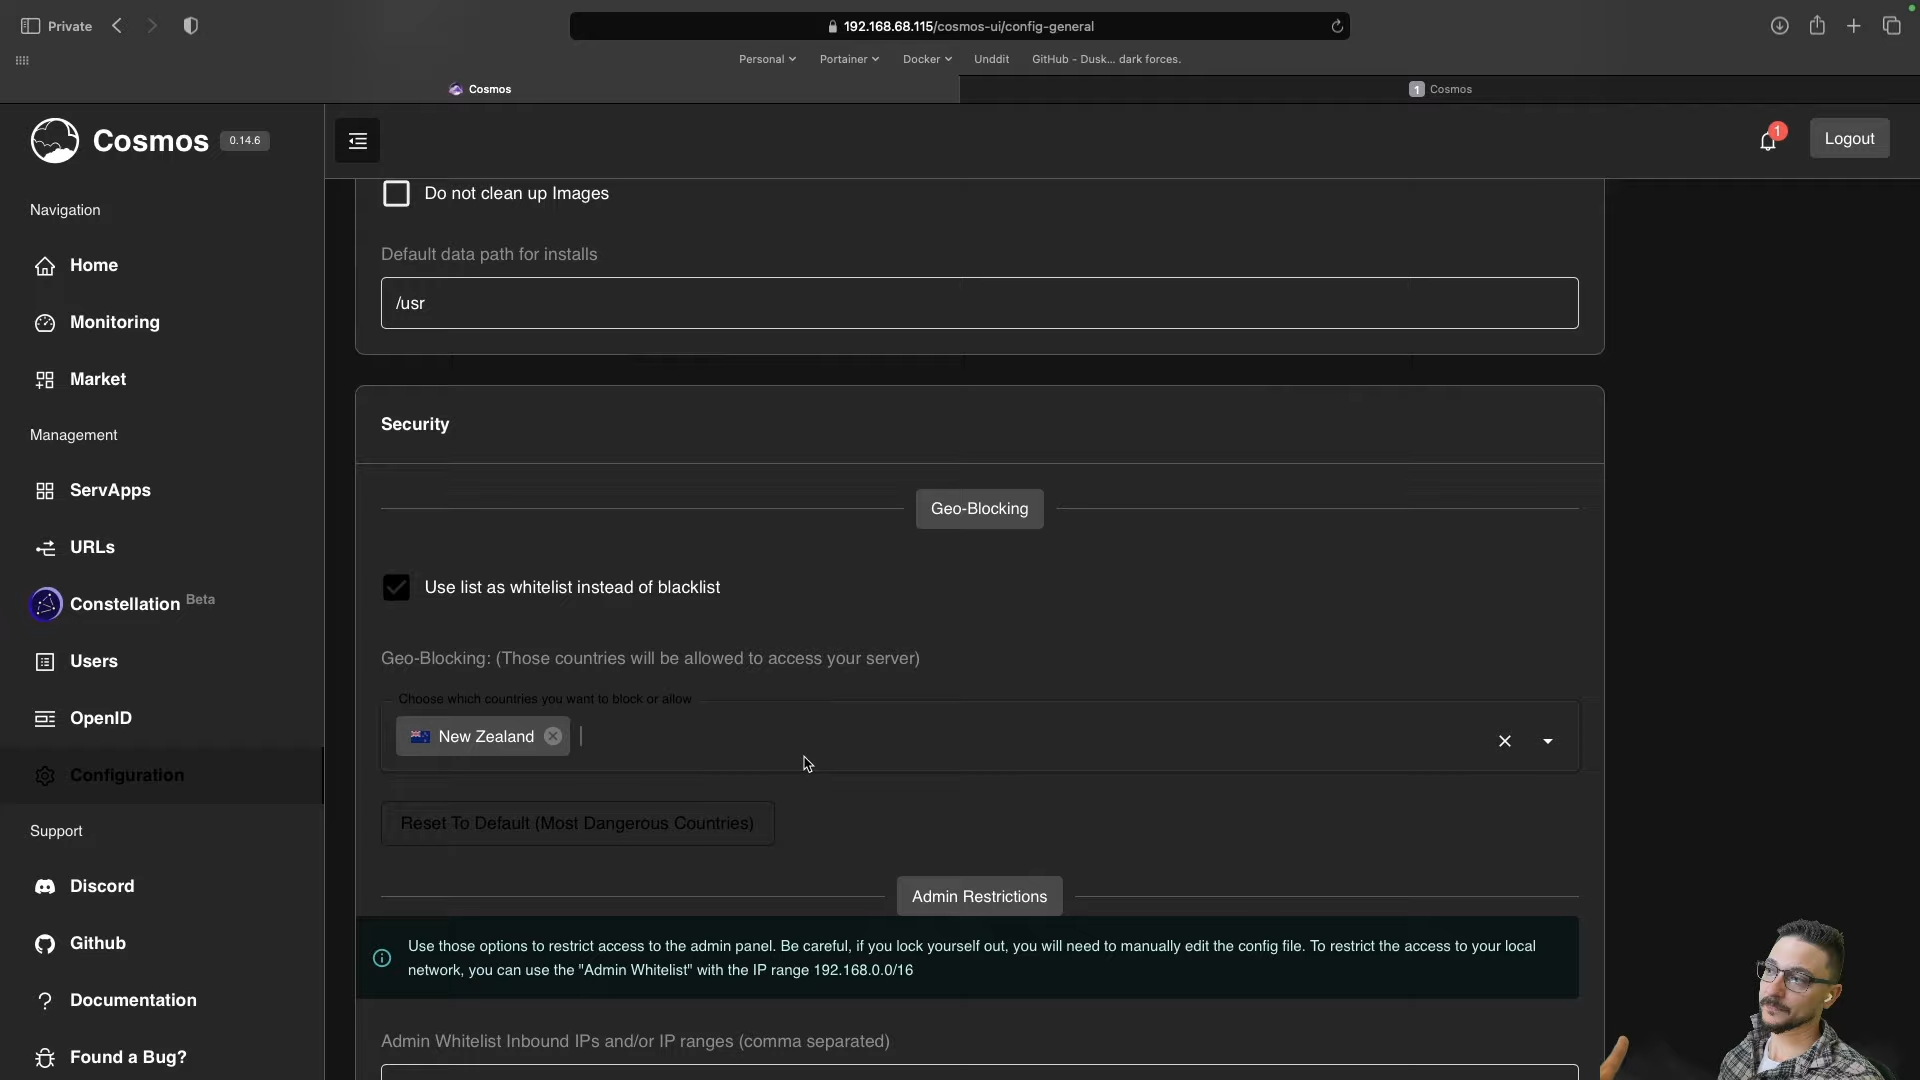 Private
192.168.68.115/cosmos-ui/config-general
Personal
Portainer
Docker
Unddit
GitHub - Dusk... dark forces.
Cosmos
1 Cosmos
Cosmos 0.14.6
1
Logout
Navigation
Home
Monitoring
Market
Management
ServApps
URLs
Constellation Beta
Users
OpenID
Configuration
Support
Discord
Github
Documentation
Found a Bug?
Do not clean up Images
Default data path for installs
/usr
Security
Geo-Blocking
Use list as whitelist instead of blacklist
Geo-Blocking: (Those countries will be allowed to access your server)
Choose which countries you want to block or allow
New Zealand
Reset To Default (Most Dangerous Countries)
Admin Restrictions
Use those options to restrict access to the admin panel. Be careful, if you lock yourself out, you will need to manually edit the config file. To restrict the access to your local
network, you can use the "Admin Whitelist" with the IP range 192.168.0.0/16
Admin Whitelist Inbound IPs and/or IP ranges (comma separated)